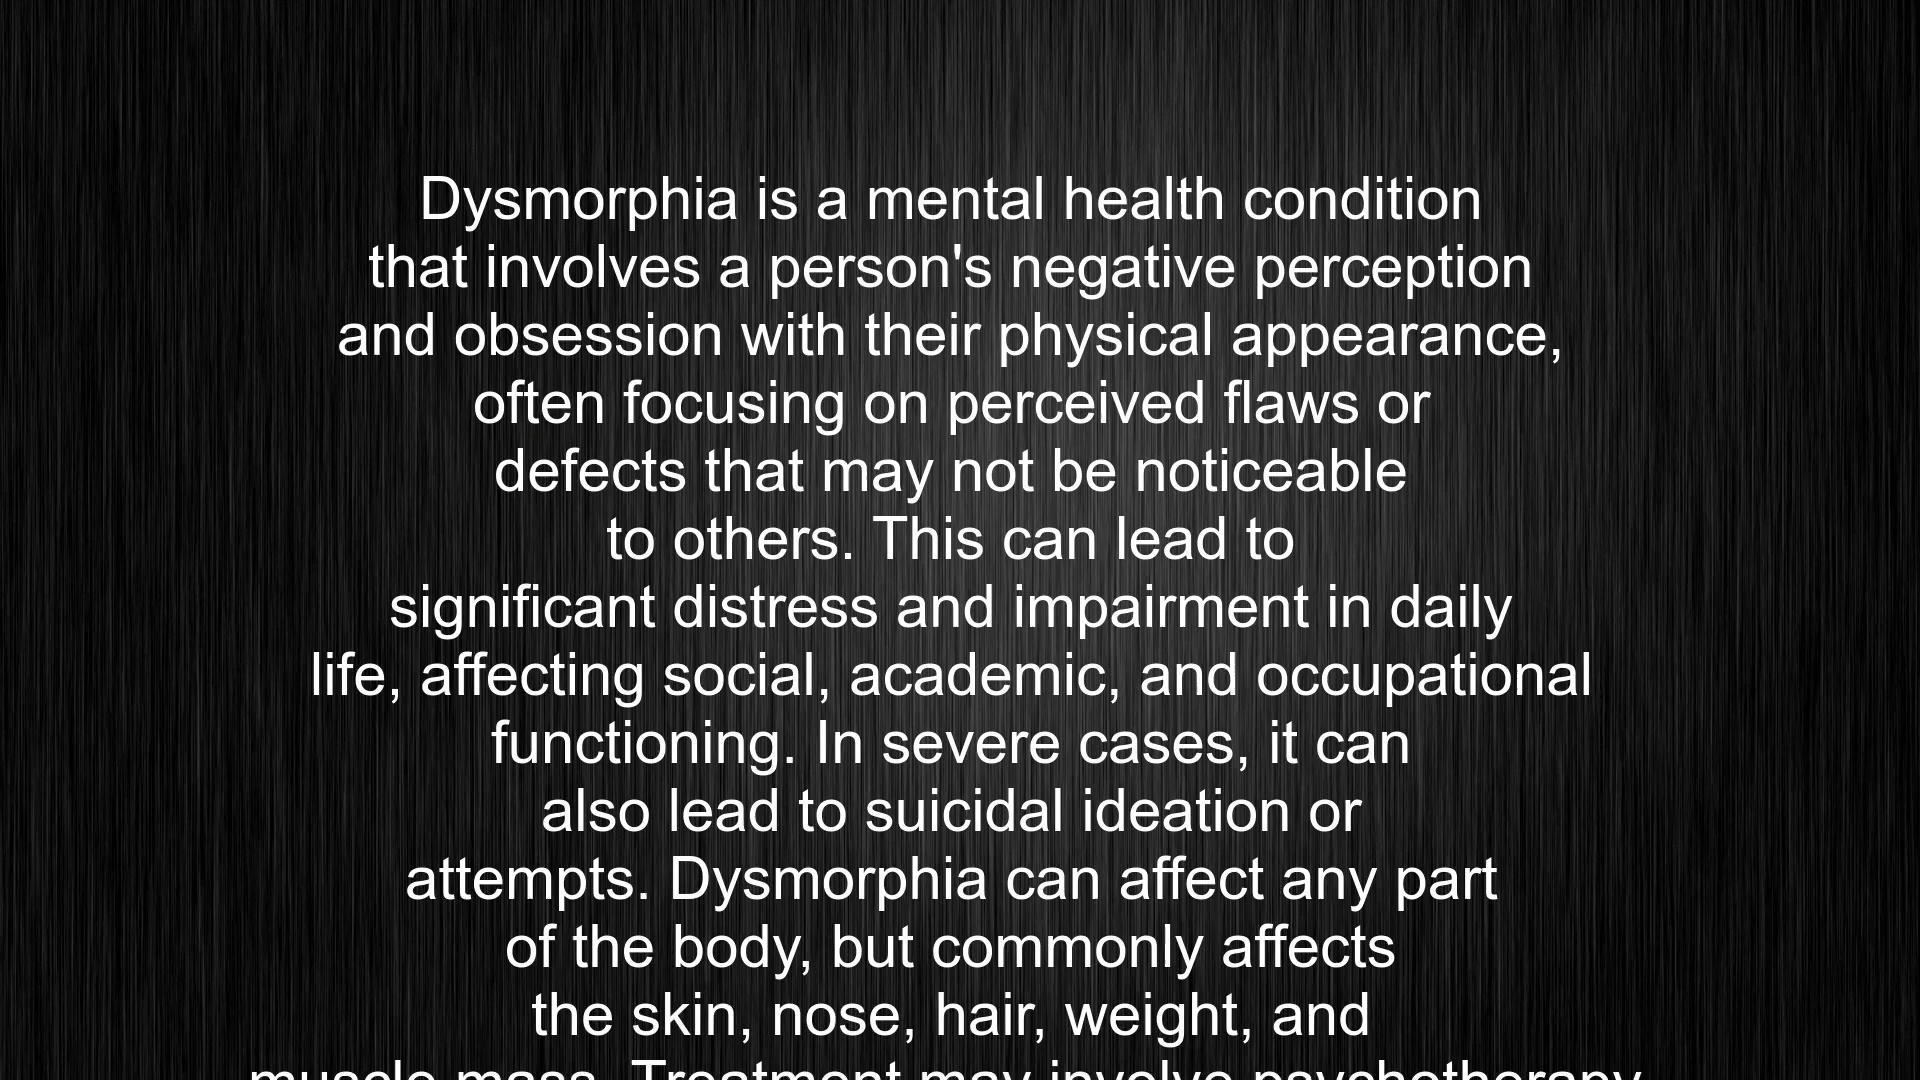 Dysmorphia is a mental health condition
that involves a person's negative perception
and obsession with their physical appearance,
often focusing on perceived flaws or
defects that may not be noticeable
to others. This can lead to
significant distress and impairment in daily
life, affecting social, academic, and occupational
functioning. In severe cases, it can
also lead to suicidal ideation or
attempts. Dysmorphia can affect any part
of the body, but commonly affects
the skin, nose, hair, weight, and
muscle mass. Treatment may involve psychotherapy